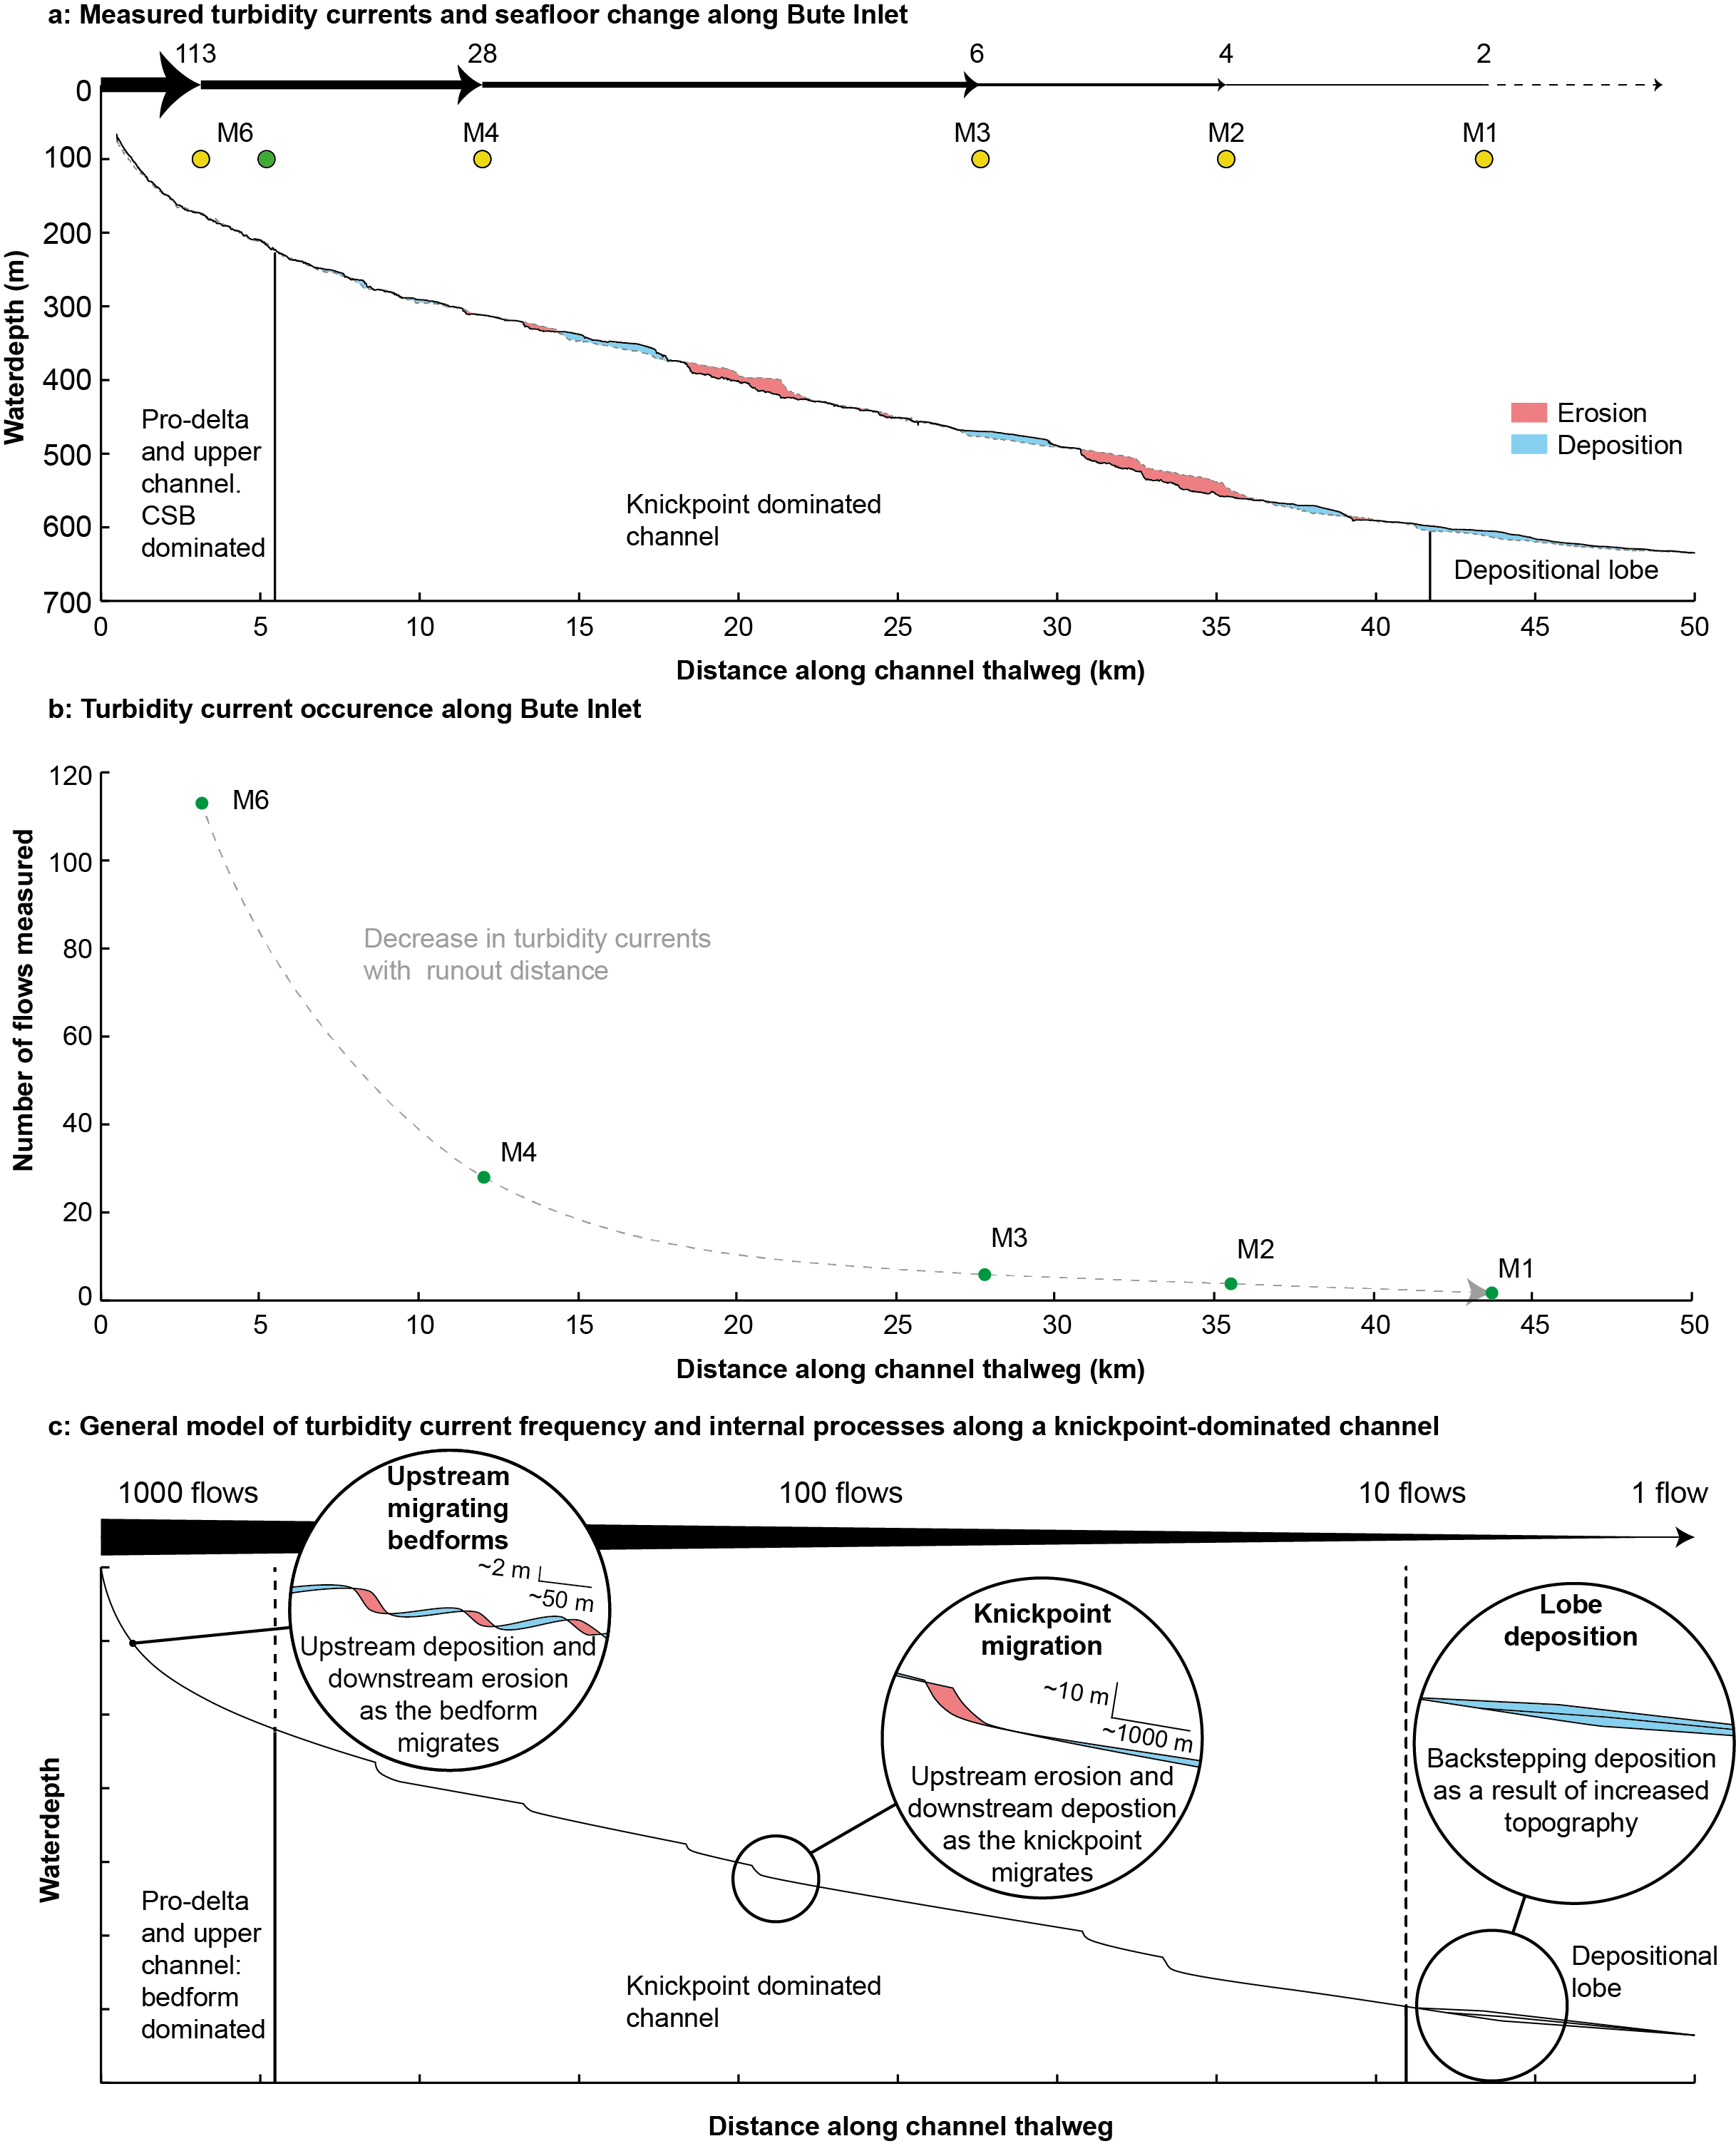 a: Measured turbidity currents and seafloor change along Bute Inlet
113 28 6 4 2
0
M6 M4 M3 M2 M1
100
200
300
400
500
600
700
Waterdepth (m)
Pro-delta
and upper
channel.
CSB
dominated
Knickpoint dominated
channel
Erosion
Deposition
Depositional lobe
0 5 10 15 20 25 30 35 40 45 50
Distance along channel thalweg (km)
b: Turbidity current occurence along Bute Inlet
120
100
80
60
40
20
0
Number of flows measured
M6
Decrease in turbidity currents
with runout distance
M4
M3
M2
M1
0 5 10 15 20 25 30 35 40 45 50
Distance along channel thalweg (km)
c: General model of turbidity current frequency and internal processes along a knickpoint-dominated channel
1000 flows 100 flows 10 flows 1 flow
Upstream
migrating
bedforms
~2 m
~50 m
Upstream deposition and
downstream erosion
as the bedform
migrates
Knickpoint
migration
~10 m
~1000 m
Upstream erosion and
downstream depostion
as the knickpoint
migrates
Lobe
deposition
Backstepping deposition
as a result of increased
topography
Waterdepth
Pro-delta
and upper
channel:
bedform
dominated
Knickpoint dominated
channel
Depositional
lobe
Distance along channel thalweg